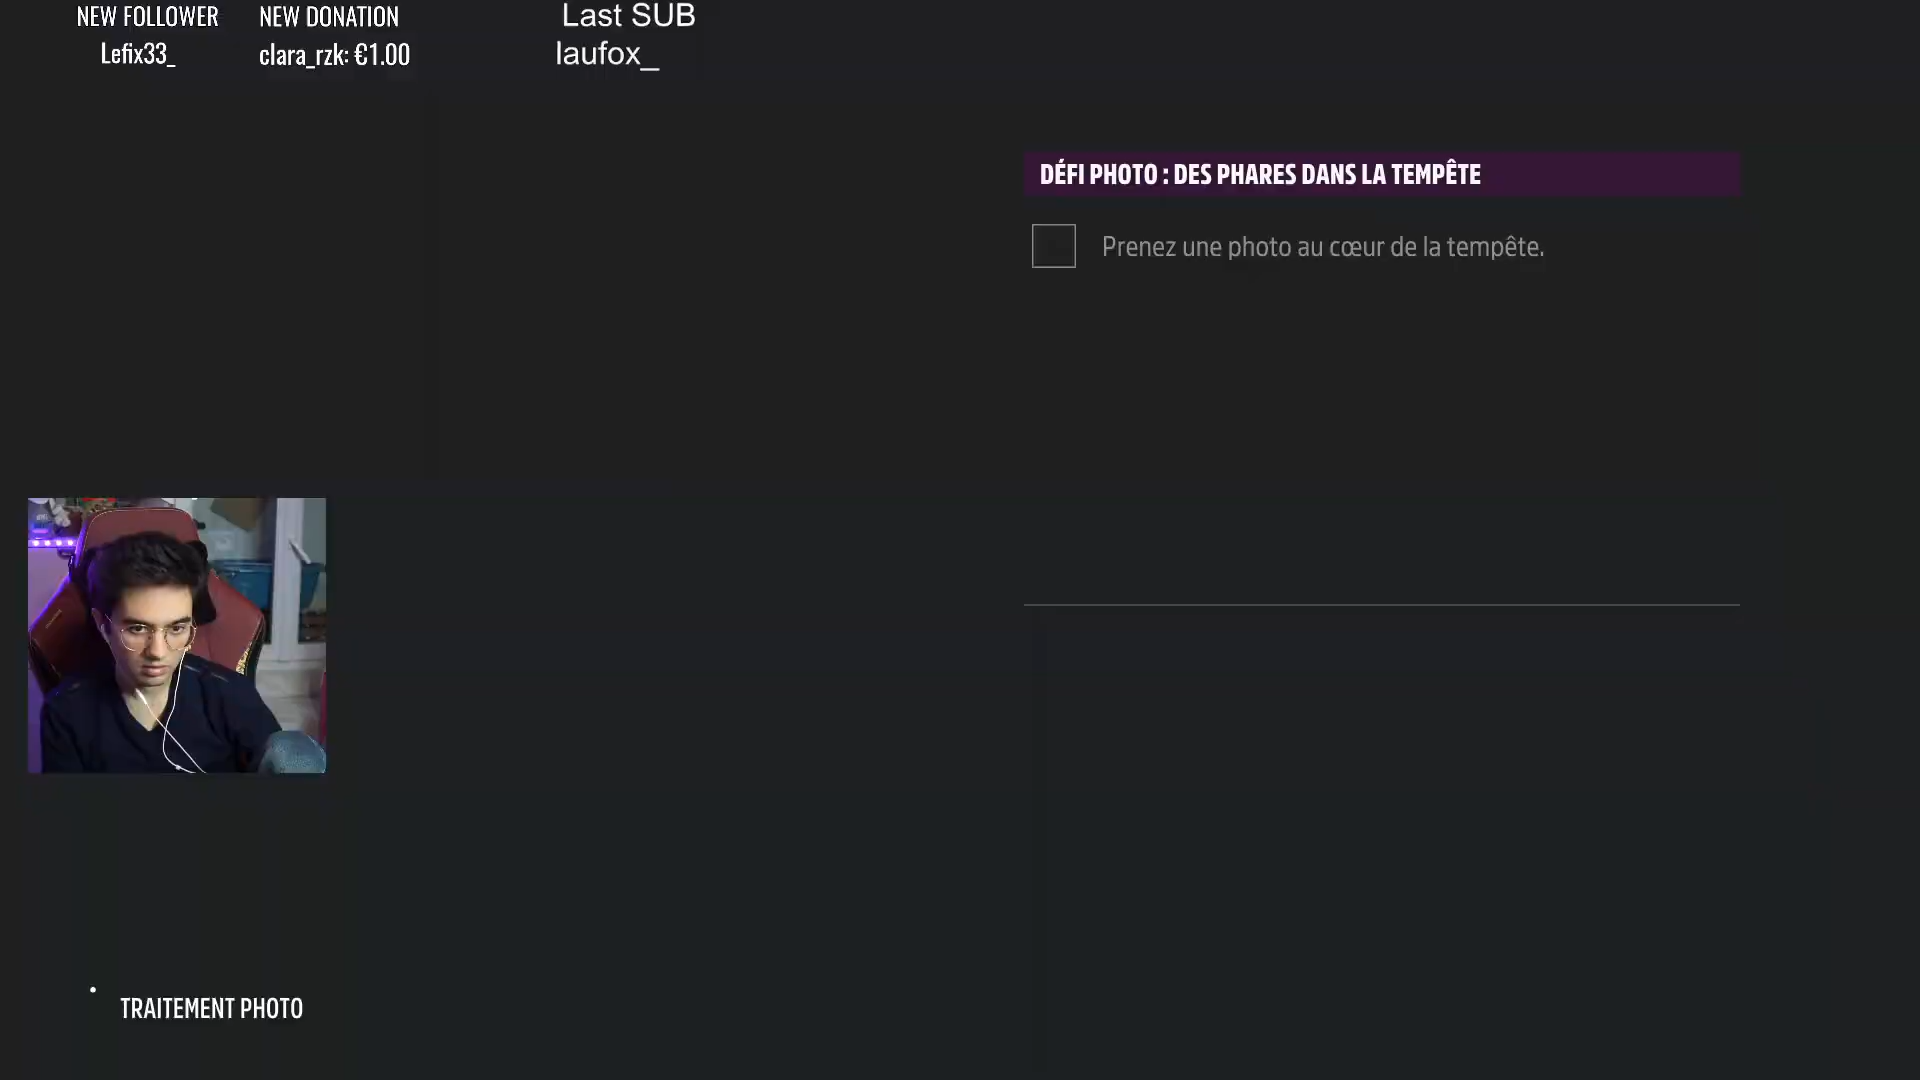 NEW FOLLOWER
Lefix33_
NEW DONATION
clara_rzk: €1.00
Last SUB
laufox_
DÉFI PHOTO : DES PHARES DANS LA TEMPÊTE
Prenez une photo au cœur de la tempête.
TRAITEMENT PHOTO